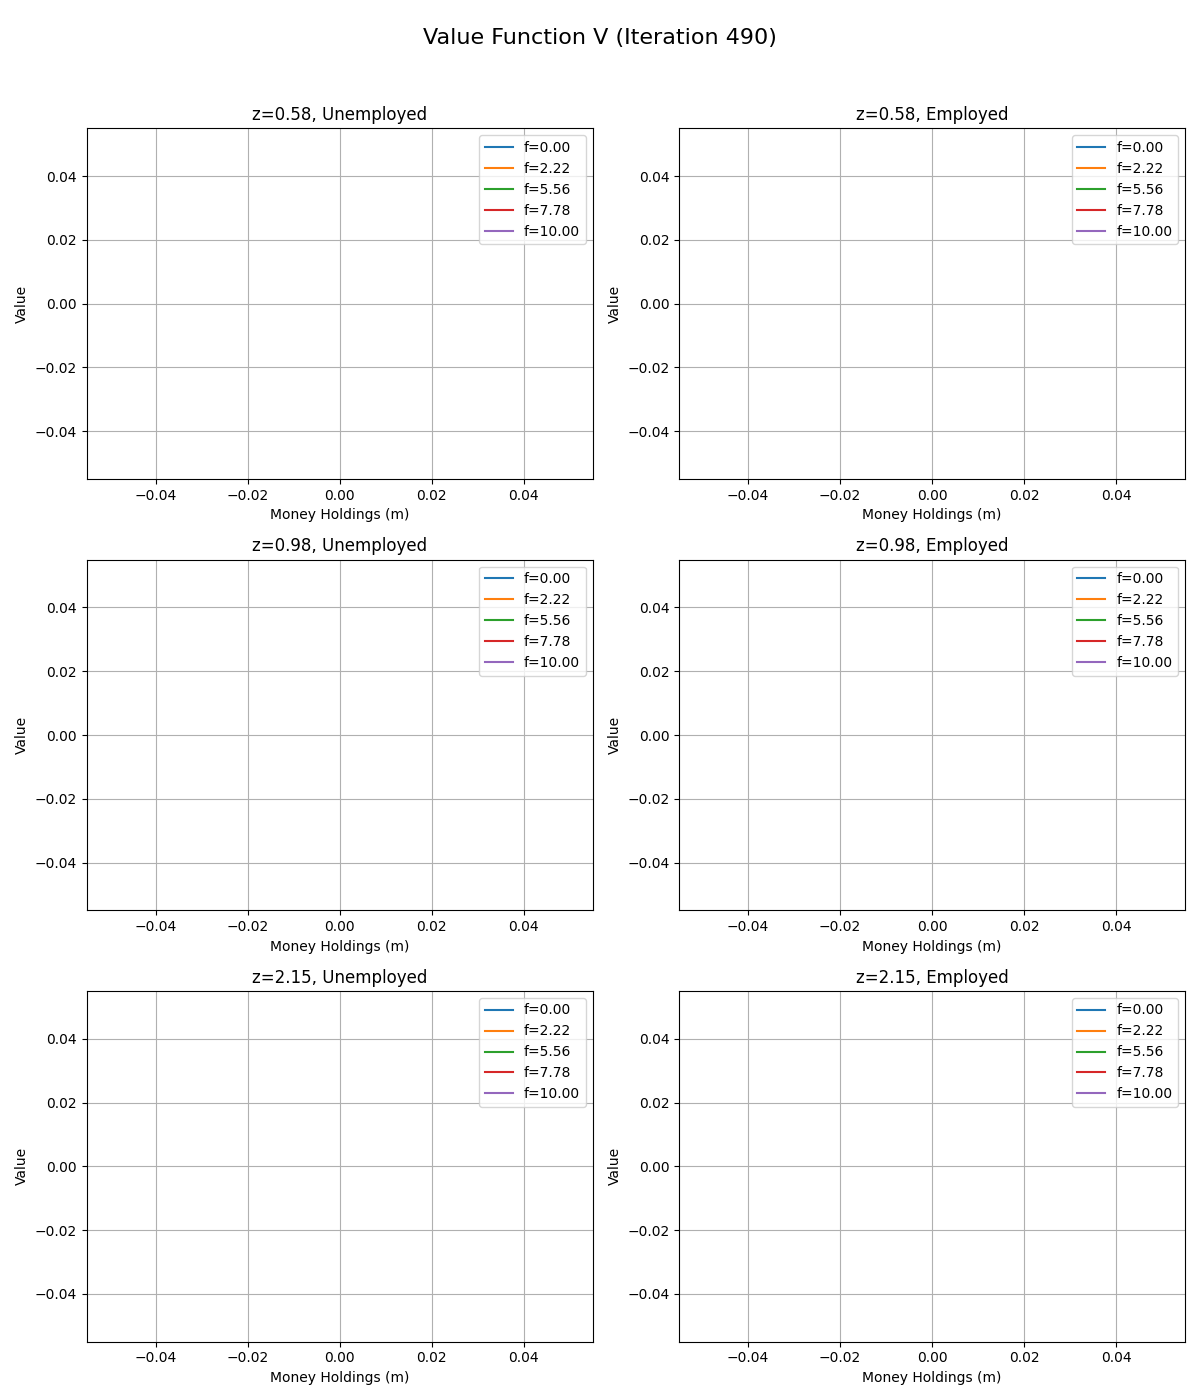 Value Function V (Iteration 490)
z=0.58, Unemployed
f=0.00
f=2.22
f=5.56
f=7.78
f=10.00
0.04
0.02
0.00
−0.02
−0.04
Value
−0.04 −0.02 0.00 0.02 0.04
Money Holdings (m)
z=0.58, Employed
f=0.00
f=2.22
f=5.56
f=7.78
f=10.00
0.04
0.02
0.00
−0.02
−0.04
Value
−0.04 −0.02 0.00 0.02 0.04
Money Holdings (m)
z=0.98, Unemployed
f=0.00
f=2.22
f=5.56
f=7.78
f=10.00
0.04
0.02
0.00
−0.02
−0.04
Value
−0.04 −0.02 0.00 0.02 0.04
Money Holdings (m)
z=0.98, Employed
f=0.00
f=2.22
f=5.56
f=7.78
f=10.00
0.04
0.02
0.00
−0.02
−0.04
Value
−0.04 −0.02 0.00 0.02 0.04
Money Holdings (m)
z=2.15, Unemployed
f=0.00
f=2.22
f=5.56
f=7.78
f=10.00
0.04
0.02
0.00
−0.02
−0.04
Value
−0.04 −0.02 0.00 0.02 0.04
Money Holdings (m)
z=2.15, Employed
f=0.00
f=2.22
f=5.56
f=7.78
f=10.00
0.04
0.02
0.00
−0.02
−0.04
Value
−0.04 −0.02 0.00 0.02 0.04
Money Holdings (m)